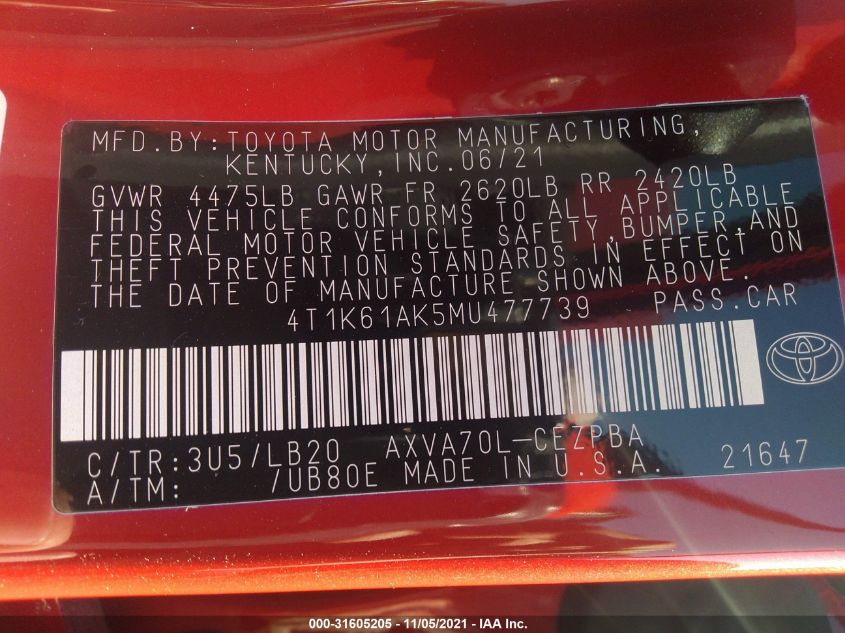 MFD.BY:TOYOTA MOTOR MANUFACTURING,
KENTUCKY,INC.06/21
GVWR 4475LB GAWR FR 2620LB RR 2420LB
THIS VEHICLE CONFORMS TO ALL APPLICABLE
FEDERAL MOTOR VEHICLE SAFETY,BUMPER,AND
THEFT PREVENTION STANDARDS IN EFFECT ON
THE DATE OF MANUFACTURE SHOWN ABOVE.
4T1K61AK5MU477739 PASS.CAR
C/TR:3U5/LB20 AXVA70L-CEZPBA
A/TM: /UB80E MADE IN U.S.A. 21647
000-31605205 - 11/05/2021 - IAA Inc.